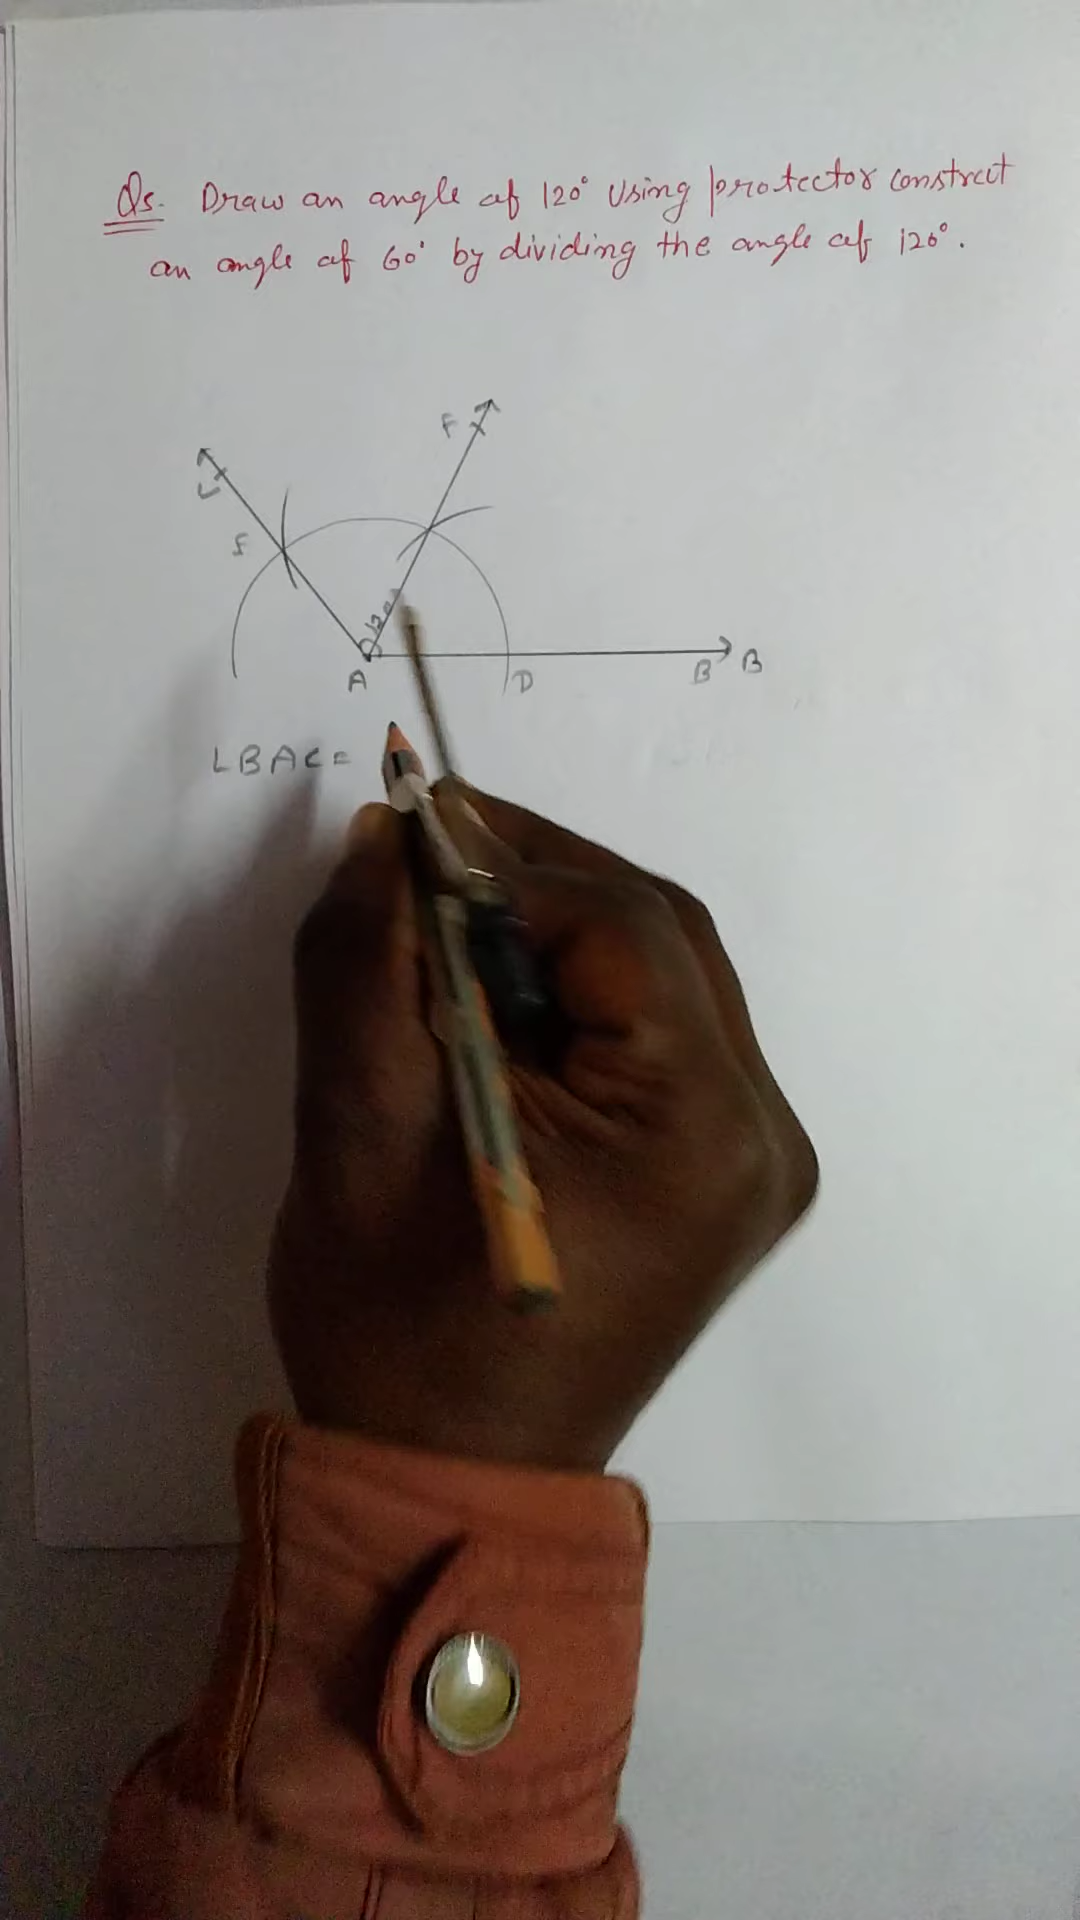 Qs. Draw an angle of 120° Using protector construct
an angle of 60° by dividing the angle of 120°.
F
C
E
120
A
D
B
B
∠BAC=